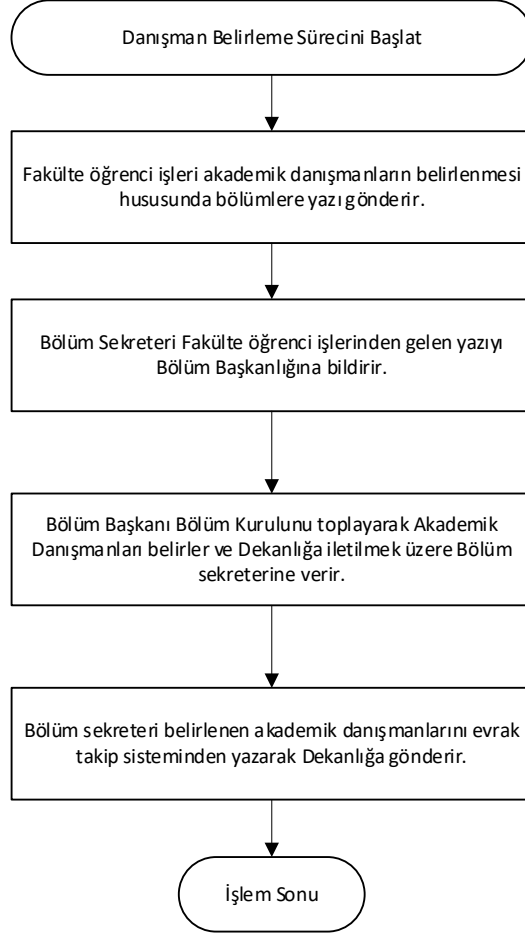 Danışman Belirleme Sürecini Başlat
Fakülte öğrenci işleri akademik danışmanların belirlenmesi
hususunda bölümlere yazı gönderir.
Bölüm Sekreteri Fakülte öğrenci işlerinden gelen yazıyı
Bölüm Başkanlığına bildirir.
Bölüm Başkanı Bölüm Kurulunu toplayarak Akademik
Danışmanları belirler ve Dekanlığa iletilmek üzere Bölüm
sekreterine verir.
Bölüm sekreteri belirlenen akademik danışmanlarını evrak
takip sisteminden yazarak Dekanlığa gönderir.
İşlem Sonu